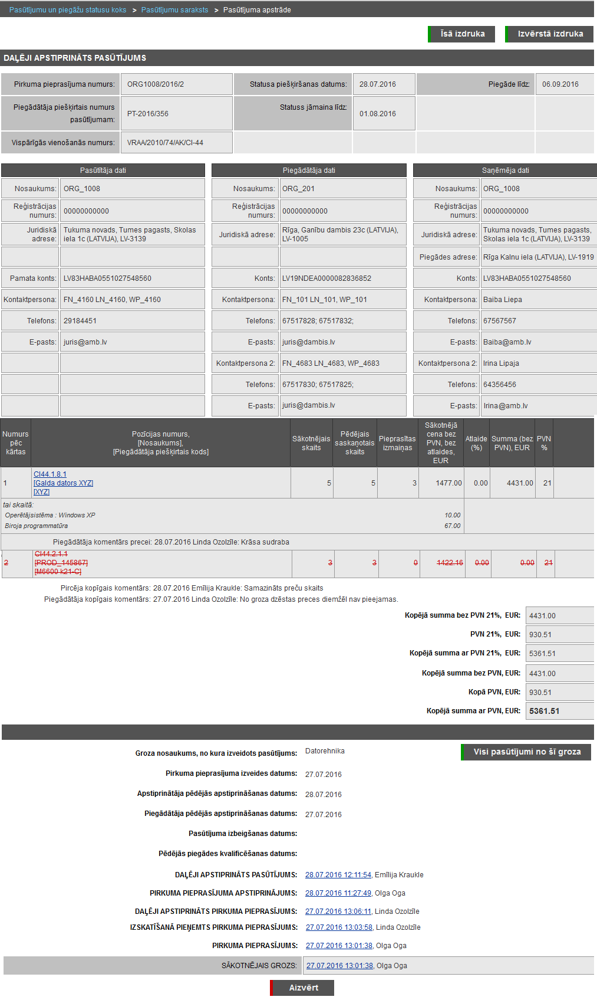 Pasūtījumu un piegāžu statusu koks > Pasūtījumu saraksts > Pasūtījuma apstrāde
Īsā izdruka
Izvērstā izdruka
DAĻĒJI APSTIPRINĀTS PASŪTĪJUMS
Pirkuma pieprasījuma numurs: ORG1008/2016/2 Statusa piešķiršanas datums: 28.07.2016 Piegāde līdz: 06.09.2016
Piegādātāja piešķirtais numurs pasūtījumam: PT-2016/356 Statuss jāmaina līdz: 01.08.2016
Vispārīgās vienošanās numurs: VRAA/2010/74/AK/CI-44
Pasūtītāja dati
Nosaukums: ORG_1008
Reģistrācijas numurs: 00000000000
Juridiskā adrese: Tukuma novads, Tumes pagasts, Skolas iela 1c (LATVIJA), LV-3139
Pamata konts: LV83HABA0551027548560
Kontaktpersona: FN_4160 LN_4160, WP_4160
Telefons: 29184451
E-pasts: juris@amb.lv
Piegādātāja dati
Nosaukums: ORG_201
Reģistrācijas numurs: 00000000000
Juridiskā adrese: Rīga, Ganību dambis 23c (LATVIJA), LV-1005
Konts: LV19NDEA0000082836852
Kontaktpersona: FN_101 LN_101, WP_101
Telefons: 67517828; 67517832;
E-pasts: juris@dambis.lv
Kontaktpersona 2: FN_4683 LN_4683, WP_4683
Telefons: 67517830; 67517825;
E-pasts: juris@dambis.lv
Saņēmēja dati
Nosaukums: ORG_1008
Reģistrācijas numurs: 00000000000
Juridiskā adrese: Tukuma novads, Tumes pagasts, Skolas iela 1c (LATVIJA), LV-3139
Piegādes adrese: Rīga Kalnu iela (LATVIJA), LV-1919
Konts: LV83HABA0551027548560
Kontaktpersona: Baiba Liepa
Telefons: 67567567
E-pasts: Baiba@amb.lv
Kontaktpersona 2: Irina Lipaja
Telefons: 64356456
E-pasts: Irina@amb.lv
Numurs pēc kārtas
Pozīcijas numurs, [Nosaukums], [Piegādātāja piešķirtais kods]
Sākotnējais skaits
Pēdējais saskaņotais skaits
Pieprasītas izmaiņas
Sākotnējā cena bez PVN, bez atlaides, EUR
Atlaide (%)
Summa (bez PVN), EUR
PVN %
CI44.1.8.1
1 [Galda dators XYZ] 5 5 3 1477.00 0.00 4431.00 21
[XYZ]
tai skaitā:
Operētājsistēma : Windows XP 10.00
Biroja programmatūra 67.00
Piegādātāja komentārs precei: 28.07.2016 Linda Ozolzīle: Krāsa sudraba
CI44.2.1.1
2 [PROD_145867] 3 3 0 1422.16 0.00 0.00 21
[M6600 k21-C]
Pircēja kopīgais komentārs: 28.07.2016 Emīlija Kraukle: Samazināts preču skaits
Piegādātāja kopīgais komentārs: 27.07.2016 Linda Ozolzīle: No groza dzēstas preces diemžēl nav pieejamas.
Kopējā summa bez PVN 21%, EUR: 4431.00
PVN 21%, EUR: 930.51
Kopējā summa ar PVN 21%, EUR: 5361.51
Kopējā summa bez PVN, EUR: 4431.00
Kopā PVN, EUR: 930.51
Kopējā summa ar PVN, EUR: 5361.51
Groza nosaukums, no kura izveidots pasūtījums: Datorehnika
Visi pasūtījumi no šī groza
Pirkuma pieprasījuma izveides datums: 27.07.2016
Apstiprinātāja pēdējās apstiprināšanas datums: 28.07.2016
Piegādātāja pēdējās apstiprināšanas datums: 27.07.2016
Pasūtījuma izbeigšanas datums:
Pēdējās piegādes kvalificēšanas datums:
DAĻĒJI APSTIPRINĀTS PASŪTĪJUMS: 28.07.2016 12:11:54, Emīlija Kraukle
PIRKUMA PIEPRASĪJUMA APSTIPRINĀJUMS: 28.07.2016 11:27:49, Olga Oga
DAĻĒJI APSTIPRINĀTS PIRKUMA PIEPRASĪJUMS: 27.07.2016 13:06:11, Linda Ozolzīle
IZSKATĪŠANĀ PIEŅEMTS PIRKUMA PIEPRASĪJUMS: 27.07.2016 13:03:58, Linda Ozolzīle
PIRKUMA PIEPRASĪJUMS: 27.07.2016 13:01:38, Olga Oga
SĀKOTNĒJAIS GROZS: 27.07.2016 13:01:38, Olga Oga
Aizvērt